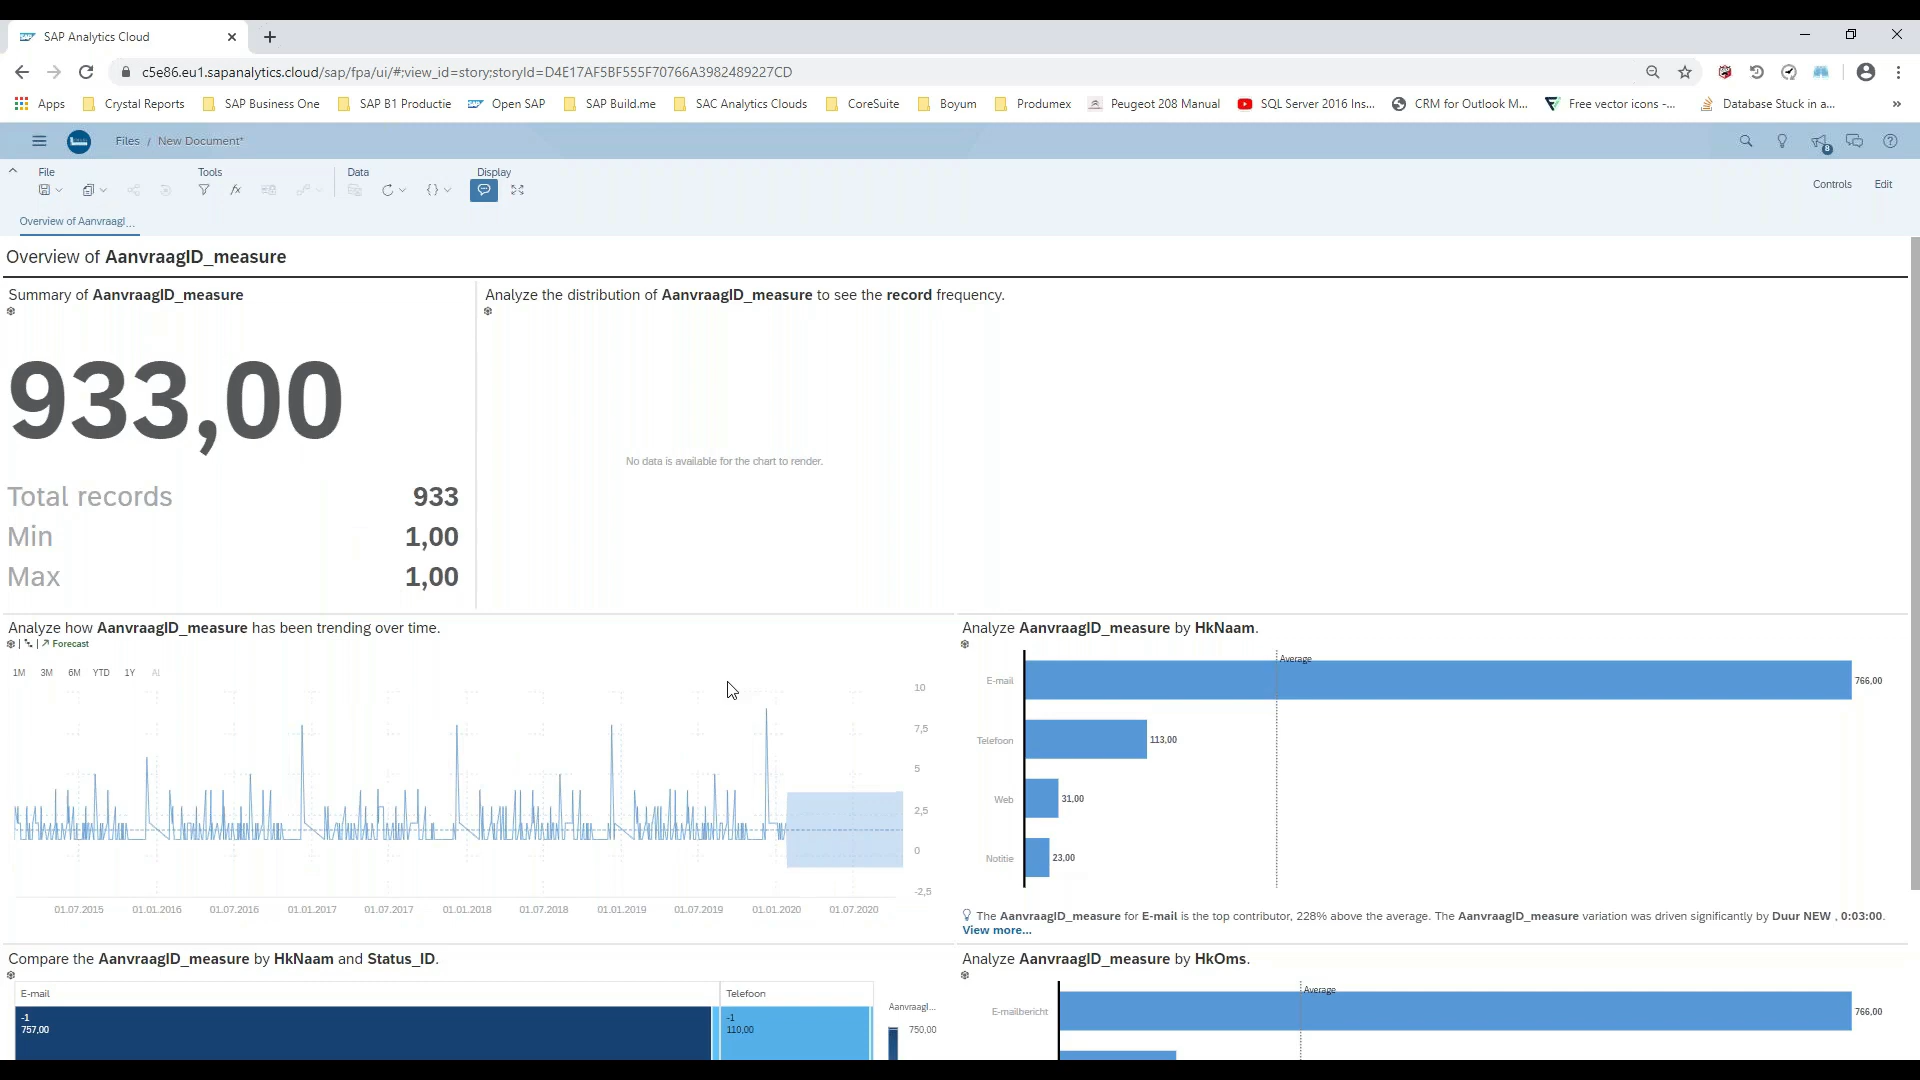 SAP Analytics Cloud
c5e86.eu1.sapanalytics.cloud/sap/fpa/ui/#;view_id=story;storyId=D4E17AF5BF555F70766A3982489227CD
Apps Crystal Reports SAP Business One SAP B1 Productie Open SAP SAP Build.me SAC Analytics Clouds CoreSuite Boyum Produmex Peugeot 208 Manual SQL Server 2016 Ins... CRM for Outlook M... Free vector icons -... Database Stuck in a... »
Files / New Document*
8
File Tools Data Display
Controls Edit
Overview of Aanvraagl...
Overview of AanvraagID_measure
Summary of AanvraagID_measure
933,00
Total records 933
Min 1,00
Max 1,00
Analyze the distribution of AanvraagID_measure to see the record frequency.
No data is available for the chart to render.
Analyze how AanvraagID_measure has been trending over time.
Forecast
1M 3M 6M YTD 1Y Al
10
7,5
5
2,5
0
-2,5
01.07.2015 01.01.2016 01.07.2016 01.01.2017 01.07.2017 01.01.2018 01.07.2018 01.01.2019 01.07.2019 01.01.2020 01.07.2020
Analyze AanvraagID_measure by HkNaam.
Average
E-mail 766,00
Telefoon 113,00
Web 31,00
Notitie 23,00
The AanvraagID_measure for E-mail is the top contributor, 228% above the average. The AanvraagID_measure variation was driven significantly by Duur NEW , 0:03:00.
View more...
Compare the AanvraagID_measure by HkNaam and Status_ID.
E-mail Telefoon
-1 -1
757,00 110,00
Aanvraagl...
750,00
Analyze AanvraagID_measure by HkOms.
Average
E-mailbericht 766,00